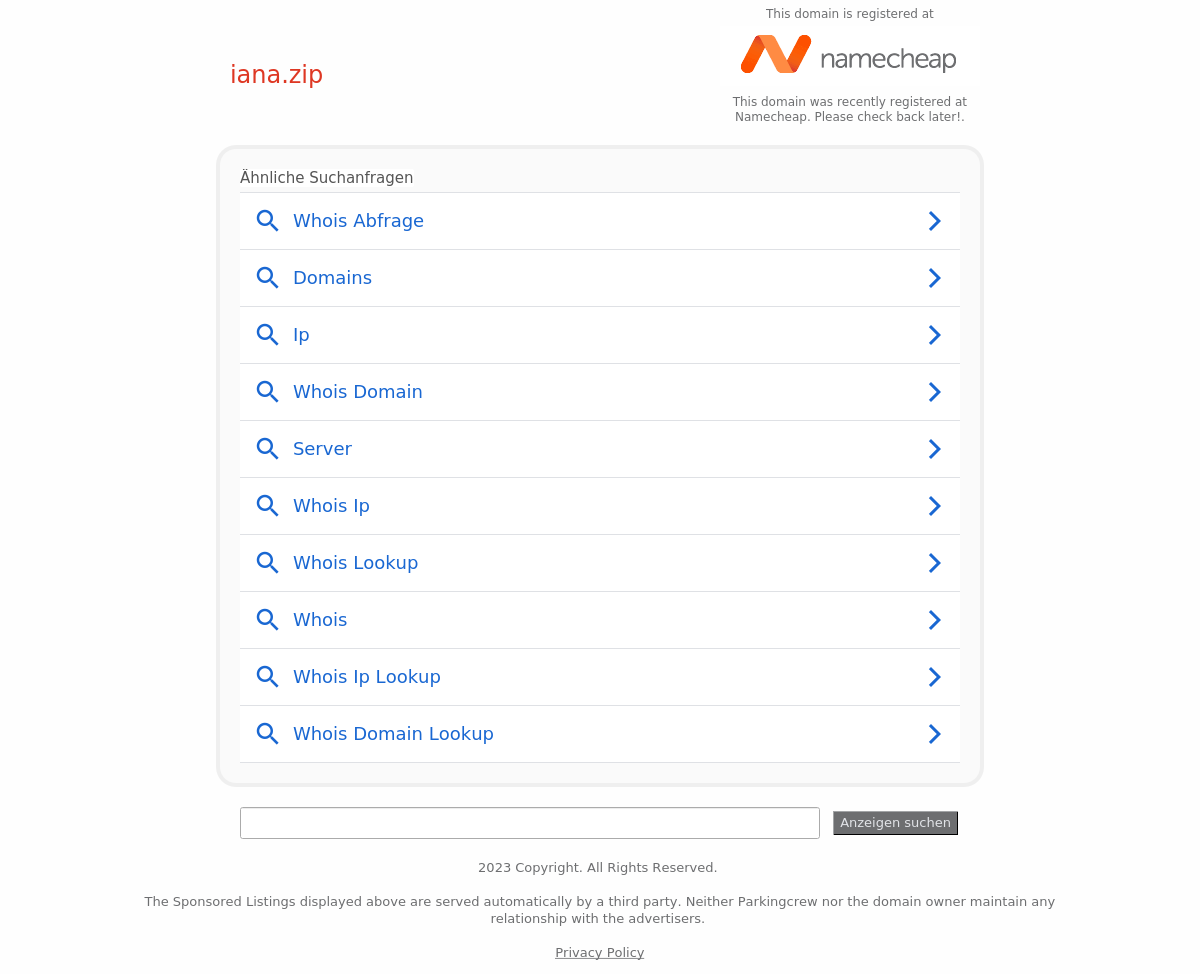 This domain is registered at
namecheap
iana.zip
This domain was recently registered at
Namecheap. Please check back later!.
Ähnliche Suchanfragen
Whois Abfrage
Domains
Ip
Whois Domain
Server
Whois Ip
Whois Lookup
Whois
Whois Ip Lookup
Whois Domain Lookup
Anzeigen suchen
2023 Copyright. All Rights Reserved.
The Sponsored Listings displayed above are served automatically by a third party. Neither Parkingcrew nor the domain owner maintain any
relationship with the advertisers.
Privacy Policy